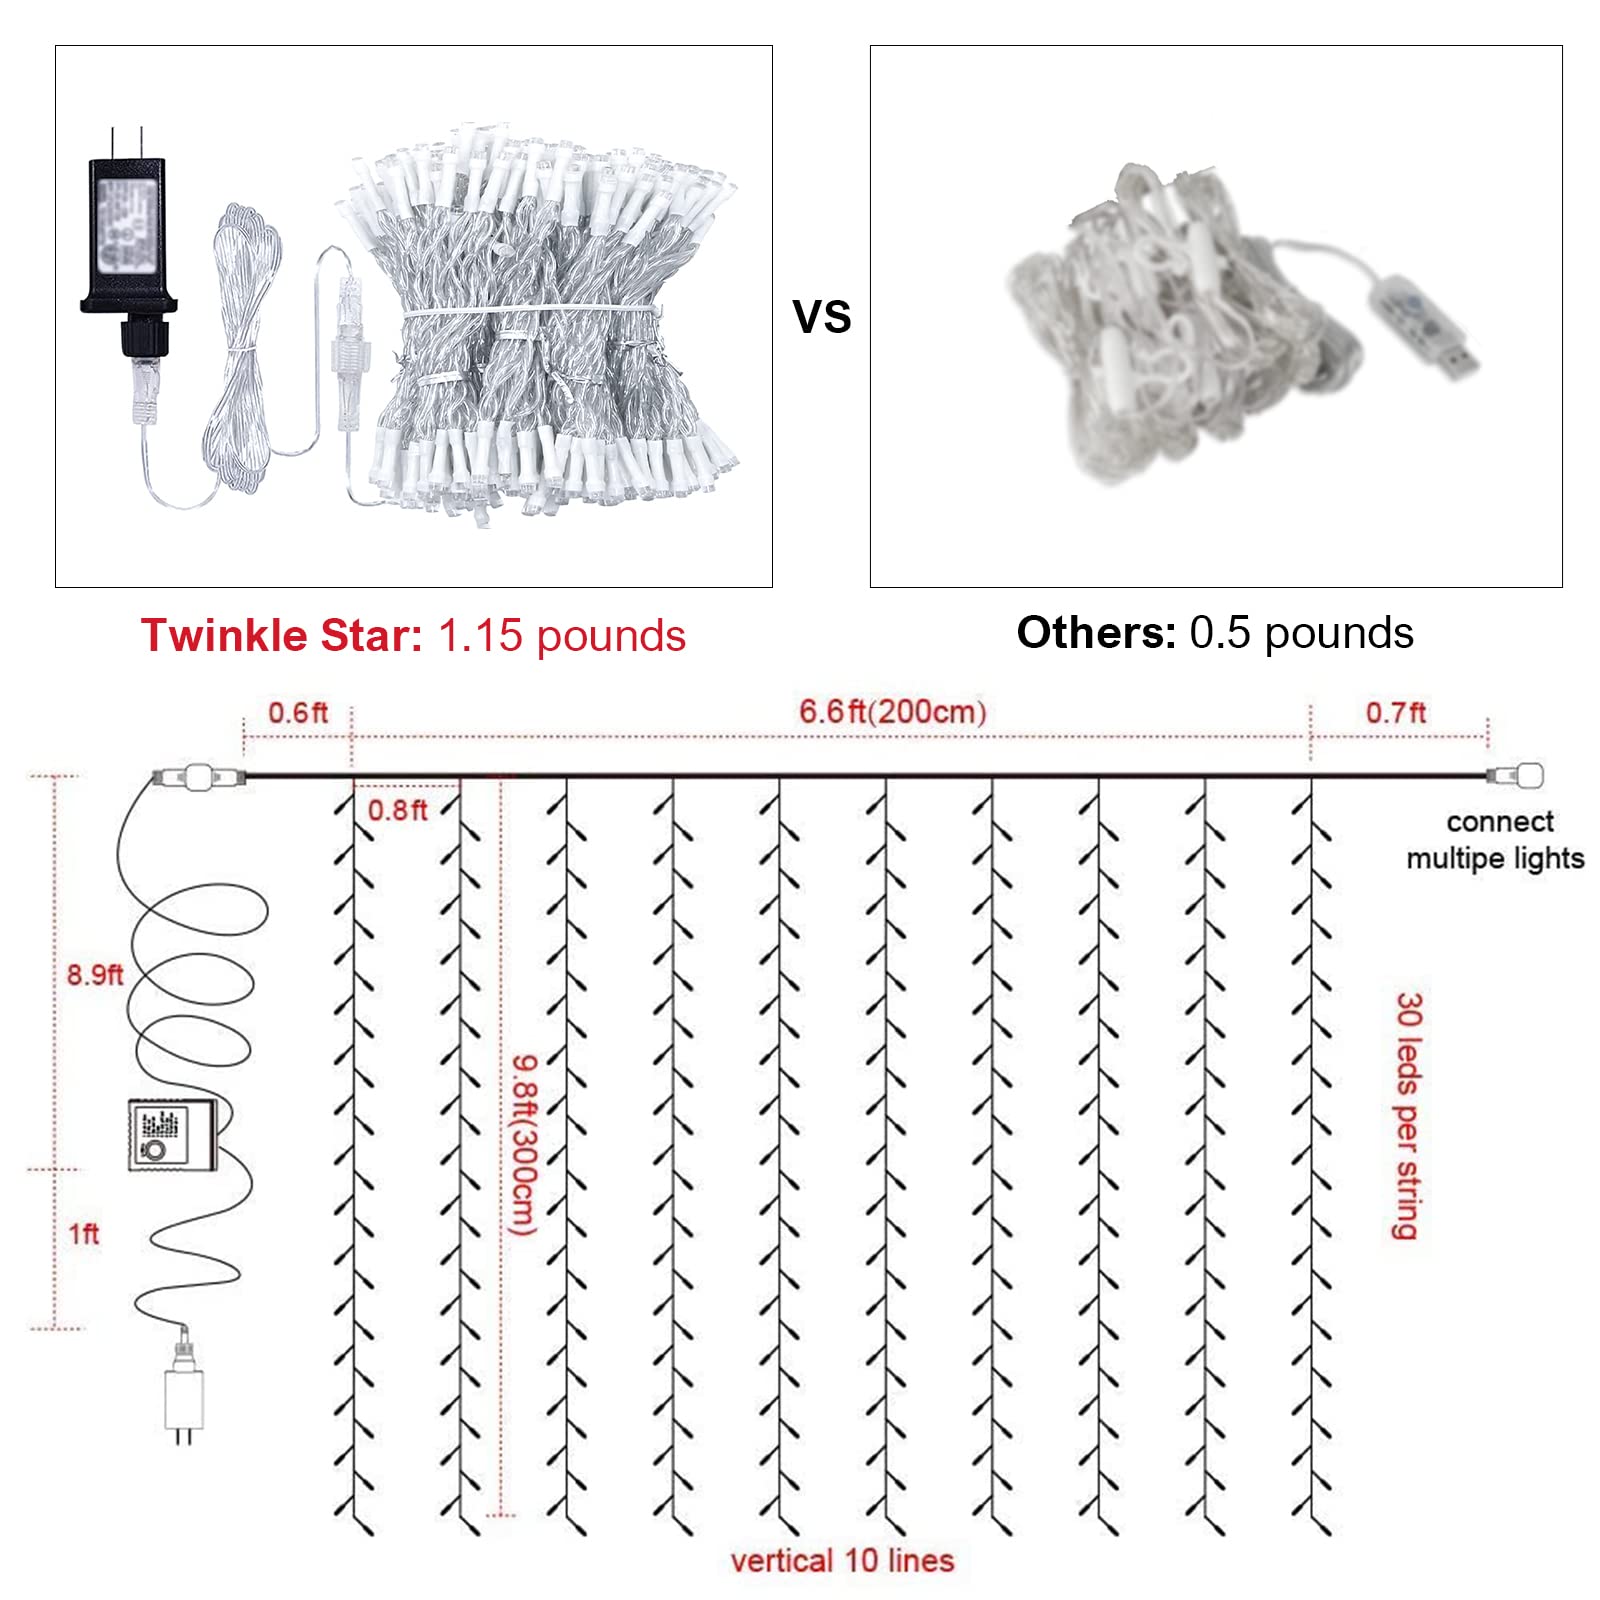 VS
Twinkle Star: 1.15 pounds
Others: 0.5 pounds
0.6ft
6.6ft(200cm)
0.7ft
0.8ft
connect
multipe lights
8.9ft
9.8ft(300cm)
30 leds per string
1ft
vertical 10 lines